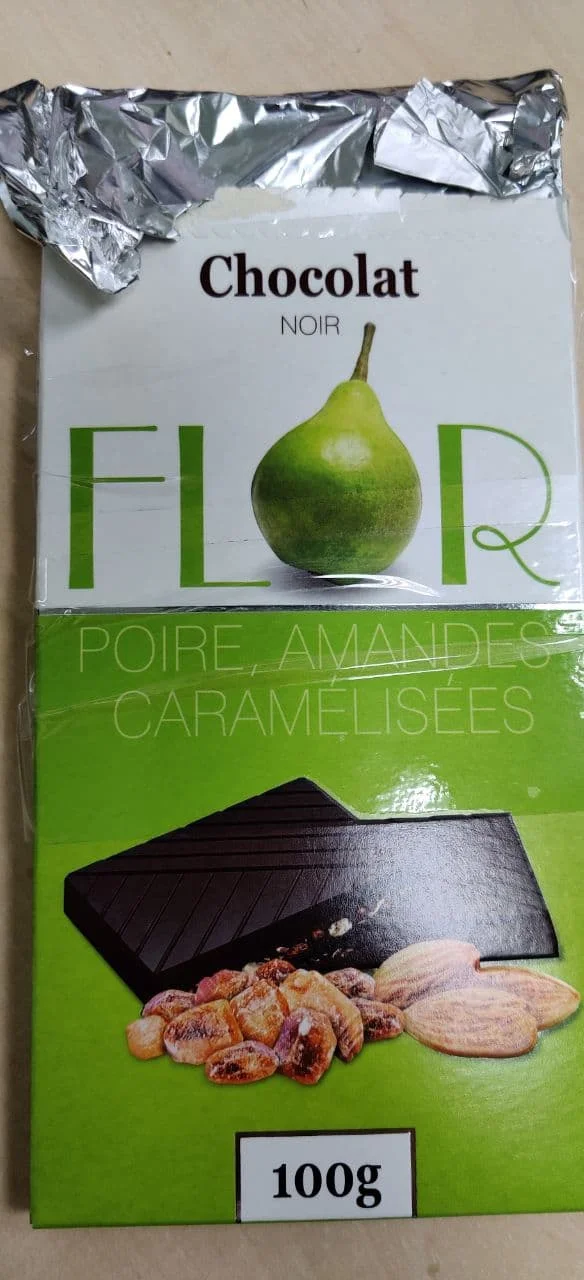 Chocolat
NOIR
FLOR
POIRE, AMANDES
CARAMÉLISÉES
100g